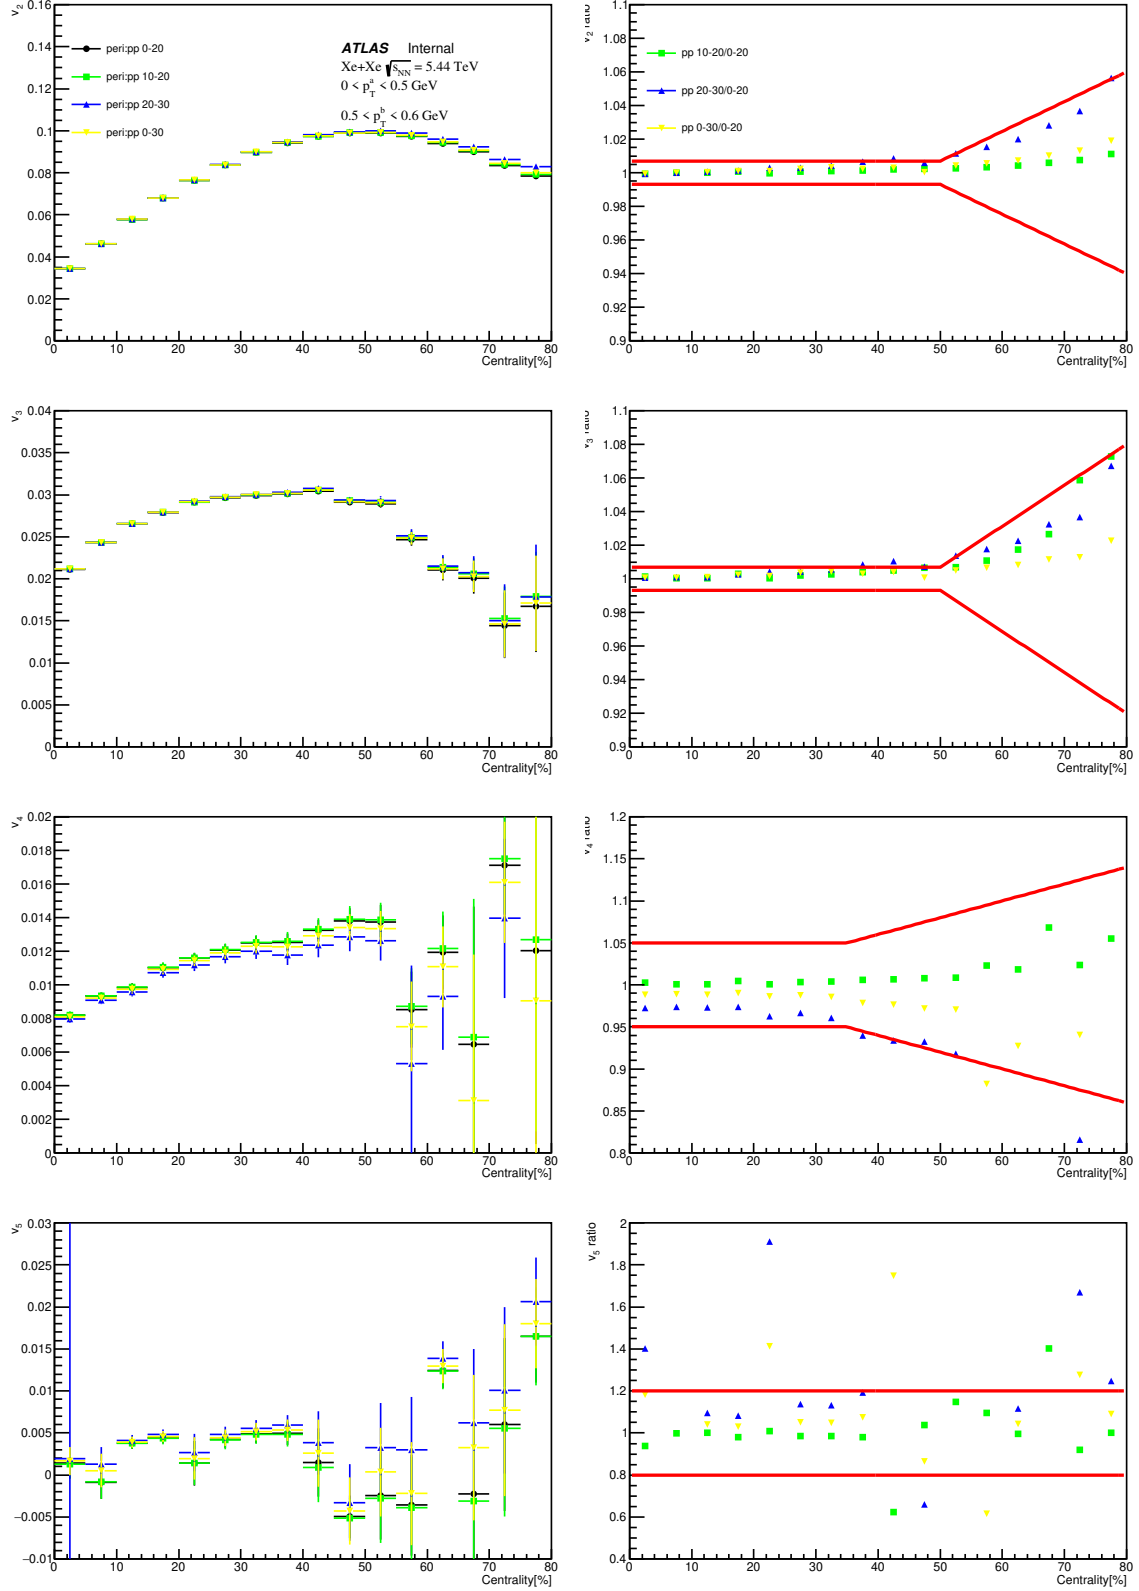 v2
0.16
0.14
0.12
0.1
0.08
0.06
0.04
0.02
0
peri:pp 0-20
peri:pp 10-20
peri:pp 20-30
peri:pp 0-30
ATLAS Internal
Xe+Xe √sNN = 5.44 TeV
0 < pTa < 0.5 GeV
0.5 < pTb < 0.6 GeV
0 10 20 30 40 50 60 70 80
Centrality[%]
v2 ratio
1.1
1.08
1.06
1.04
1.02
1
0.98
0.96
0.94
0.92
0.9
pp 10-20/0-20
pp 20-30/0-20
pp 0-30/0-20
0 10 20 30 40 50 60 70 80
Centrality[%]
v3
0.04
0.035
0.03
0.025
0.02
0.015
0.01
0.005
0
0 10 20 30 40 50 60 70 80
Centrality[%]
v3 ratio
1.1
1.08
1.06
1.04
1.02
1
0.98
0.96
0.94
0.92
0.9
0 10 20 30 40 50 60 70 80
Centrality[%]
v4
0.02
0.018
0.016
0.014
0.012
0.01
0.008
0.006
0.004
0.002
0
0 10 20 30 40 50 60 70 80
Centrality[%]
v4 ratio
1.2
1.15
1.1
1.05
1
0.95
0.9
0.85
0.8
0 10 20 30 40 50 60 70 80
Centrality[%]
v5
0.03
0.025
0.02
0.015
0.01
0.005
0
−0.005
−0.01
0 10 20 30 40 50 60 70 80
Centrality[%]
v5 ratio
2
1.8
1.6
1.4
1.2
1
0.8
0.6
0.4
0 10 20 30 40 50 60 70 80
Centrality[%]